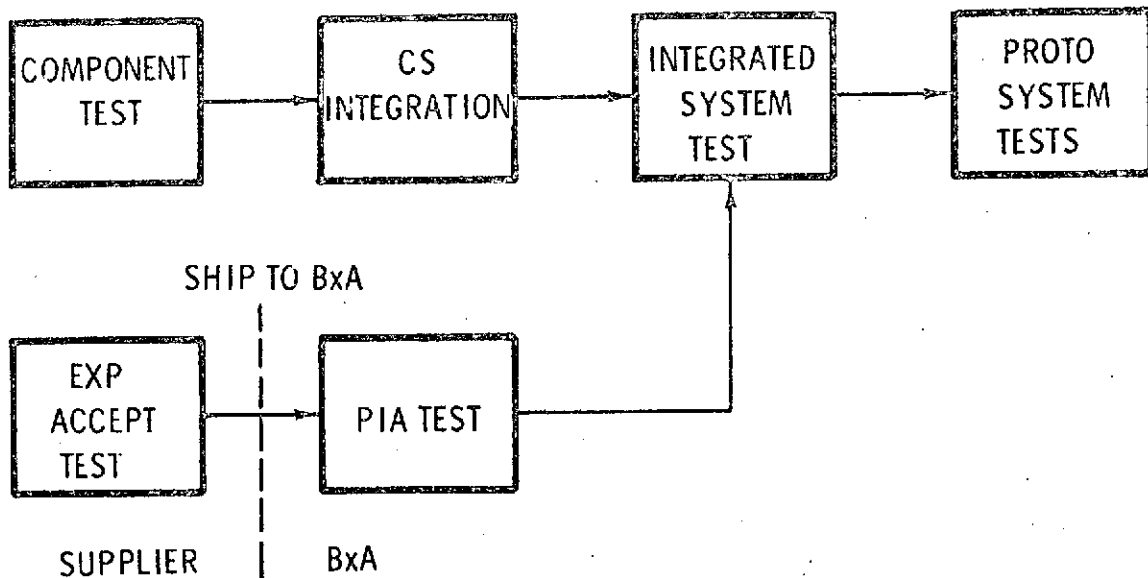 COMPONENT
TEST
CS
INTEGRATION
INTEGRATED
SYSTEM
TEST
PROTO
SYSTEM
TESTS
SHIP TO BxA
EXP
ACCEPT
TEST
PIA TEST
SUPPLIER
BxA